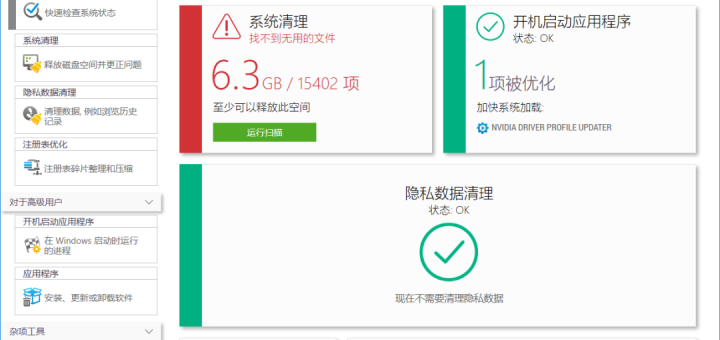 快速检查系统状态
系统清理
释放磁盘空间并更正问题
隐私数据清理
清理数据, 例如浏览历史
记录
注册表优化
注册表碎片整理和压缩
对于高级用户
开机启动应用程序
在 Windows 启动时运行
的进程
应用程序
安装、更新或卸载软件
杂项工具
系统清理
找不到无用的文件
6.3 GB / 15402 项
至少可以释放此空间
运行扫描
开机启动应用程序
状态: OK
1项被优化
加快系统加载:
NVIDIA DRIVER PROFILE UPDATER
隐私数据清理
状态: OK
现在不需要清理隐私数据